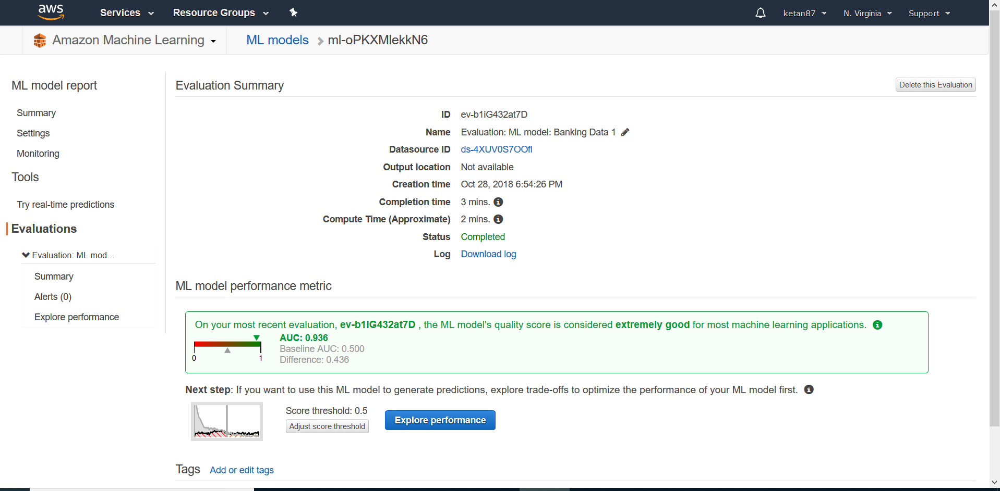 aws Services Resource Groups ketan87 N. Virginia Support
Amazon Machine Learning ML models ml-oPKXMlekkN6
ML model report
Summary
Settings
Monitoring
Tools
Try real-time predictions
Evaluations
Evaluation: ML mod...
Summary
Alerts (0)
Explore performance
Evaluation Summary
Delete this Evaluation
ID ev-b1iG432at7D
Name Evaluation: ML model: Banking Data 1
Datasource ID ds-4XUV0S7OOfl
Output location Not available
Creation time Oct 28, 2018 6:54:26 PM
Completion time 3 mins.
Compute Time (Approximate) 2 mins.
Status Completed
Log Download log
ML model performance metric
On your most recent evaluation, ev-b1iG432at7D , the ML model's quality score is considered extremely good for most machine learning applications.
AUC: 0.936
Baseline AUC: 0.500
Difference: 0.436
0 1
Next step: If you want to use this ML model to generate predictions, explore trade-offs to optimize the performance of your ML model first.
Score threshold: 0.5
Adjust score threshold
Explore performance
Tags Add or edit tags